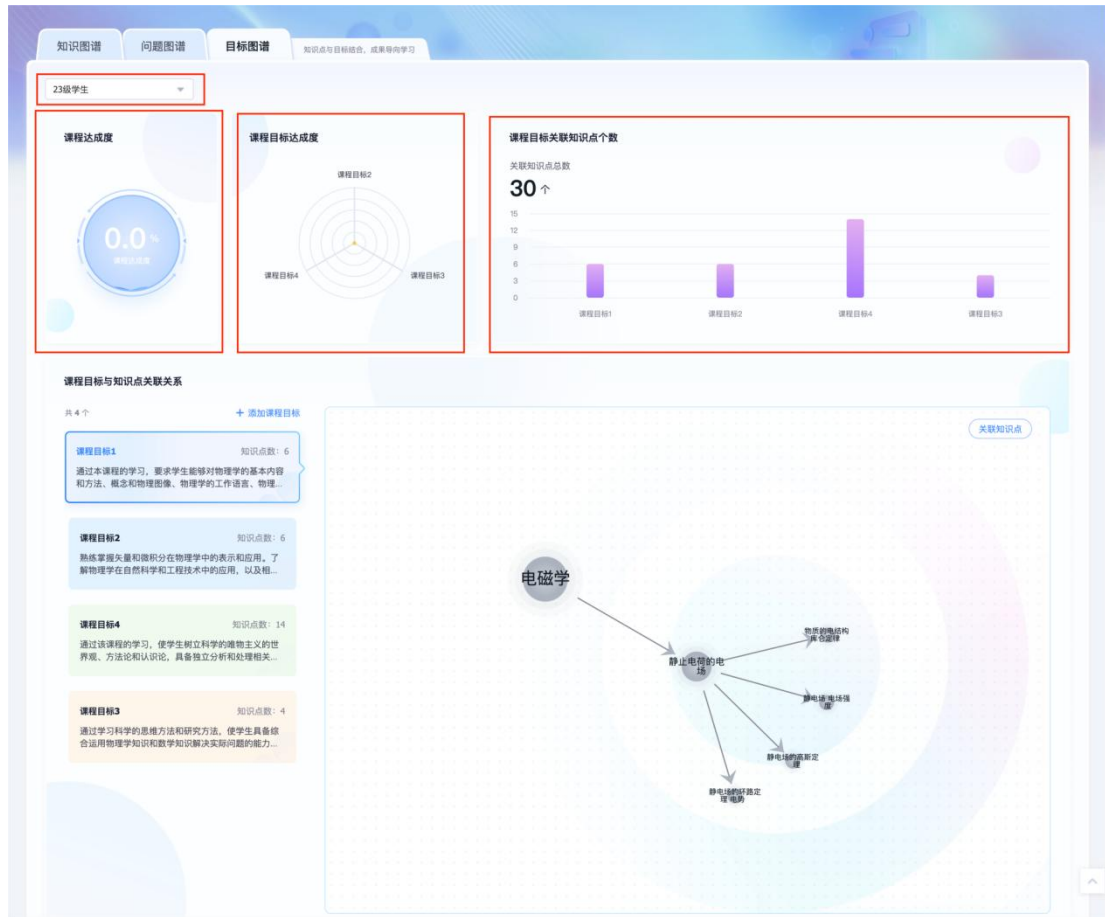 知识图谱
问题图谱
目标图谱
知识点与目标结合，成果导向学习
23级学生
课程达成度
0.0%
课程达成度
课程目标达成度
课程目标2
课程目标4
课程目标3
课程目标关联知识点个数
关联知识点总数
30 个
15
12
9
6
3
0
课程目标1
课程目标2
课程目标4
课程目标3
课程目标与知识点关联关系
共 4 个
+ 添加课程目标
课程目标1
知识点数：6
通过本课程的学习，要求学生能够对物理学的基本内容
和方法、概念和物理图像、物理学的工作语言、物理...
课程目标2
知识点数：6
熟练掌握矢量和微积分在物理学中的表示和应用。了
解物理学在自然科学和工程技术中的应用，以及相...
课程目标4
知识点数：14
通过该课程的学习，使学生树立科学的唯物主义的世
界观、方法论和认识论，具备独立分析和处理相关...
课程目标3
知识点数：4
通过学习科学的思维方法和研究方法，使学生具备综
合运用物理学知识和数学知识解决实际问题的能力...
关联知识点
电磁学
静止电荷的电
场
物质的电结构
库仑定律
静电场 电场强
度
静电场的高斯定
理
静电场的环路定
理 电势